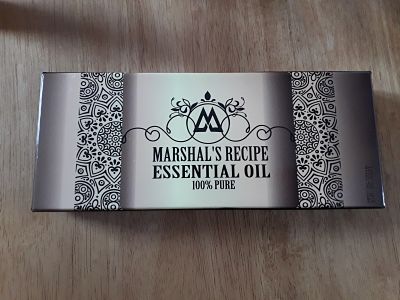 M
MARSHAL'S RECIPE
ESSENTIAL OIL
100% PURE